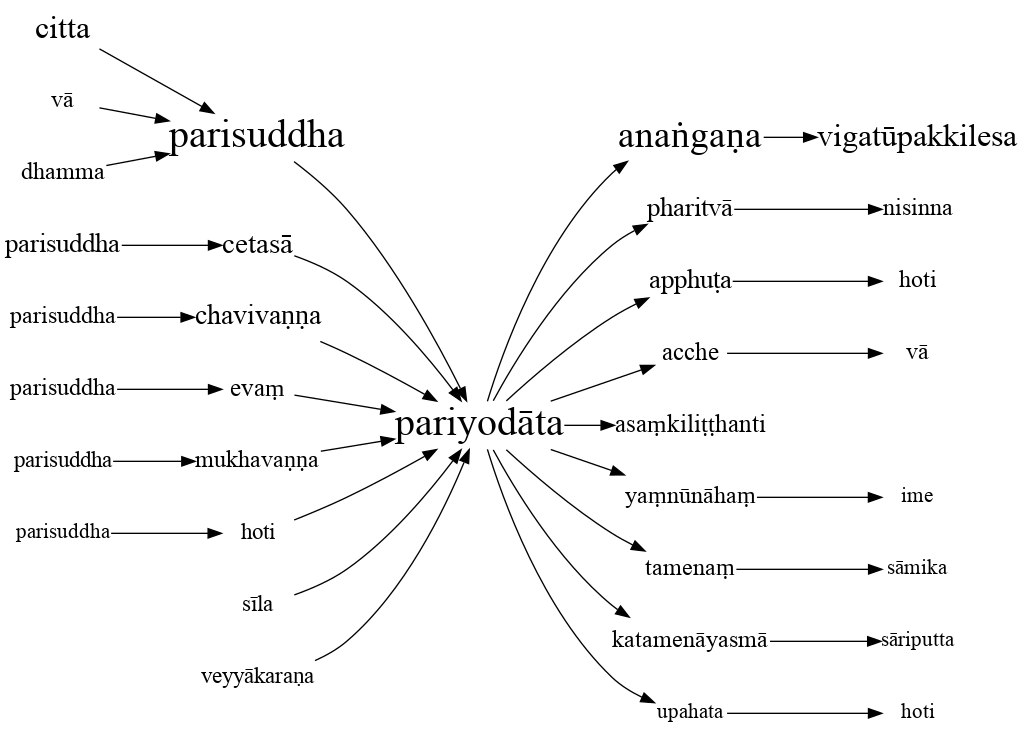 citta
vā
parisuddha
anaṅgaṇa
vigatūpakkilesa
dhamma
pharitvā
nisinna
parisuddha
cetasā
apphuṭa
hoti
parisuddha
chavivaṇṇa
acche
vā
parisuddha
evaṃ
pariyodāta
asaṃkiliṭṭhanti
parisuddha
mukhavaṇṇa
yaṃnūnāhaṃ
ime
parisuddha
hoti
tamenaṃ
sāmika
sīla
katamenāyasmā
sāriputta
veyyākaraṇa
upahata
hoti